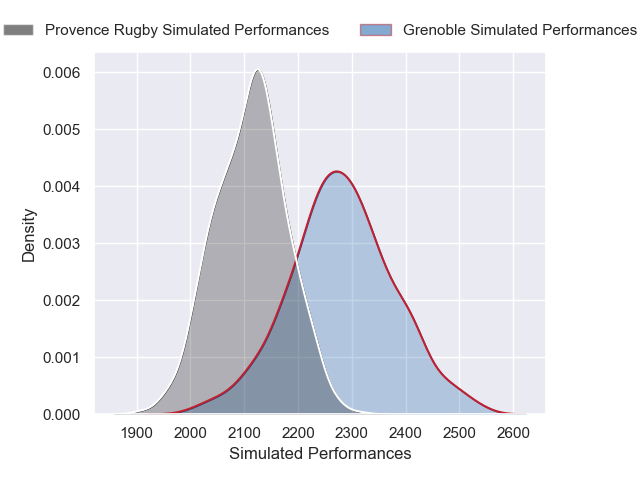 Provence Rugby Simulated Performances
Grenoble Simulated Performances
0.006
0.005
0.004
0.003
0.002
0.001
0.000
Density
1900 2000 2100 2200 2300 2400 2500 2600
Simulated Performances